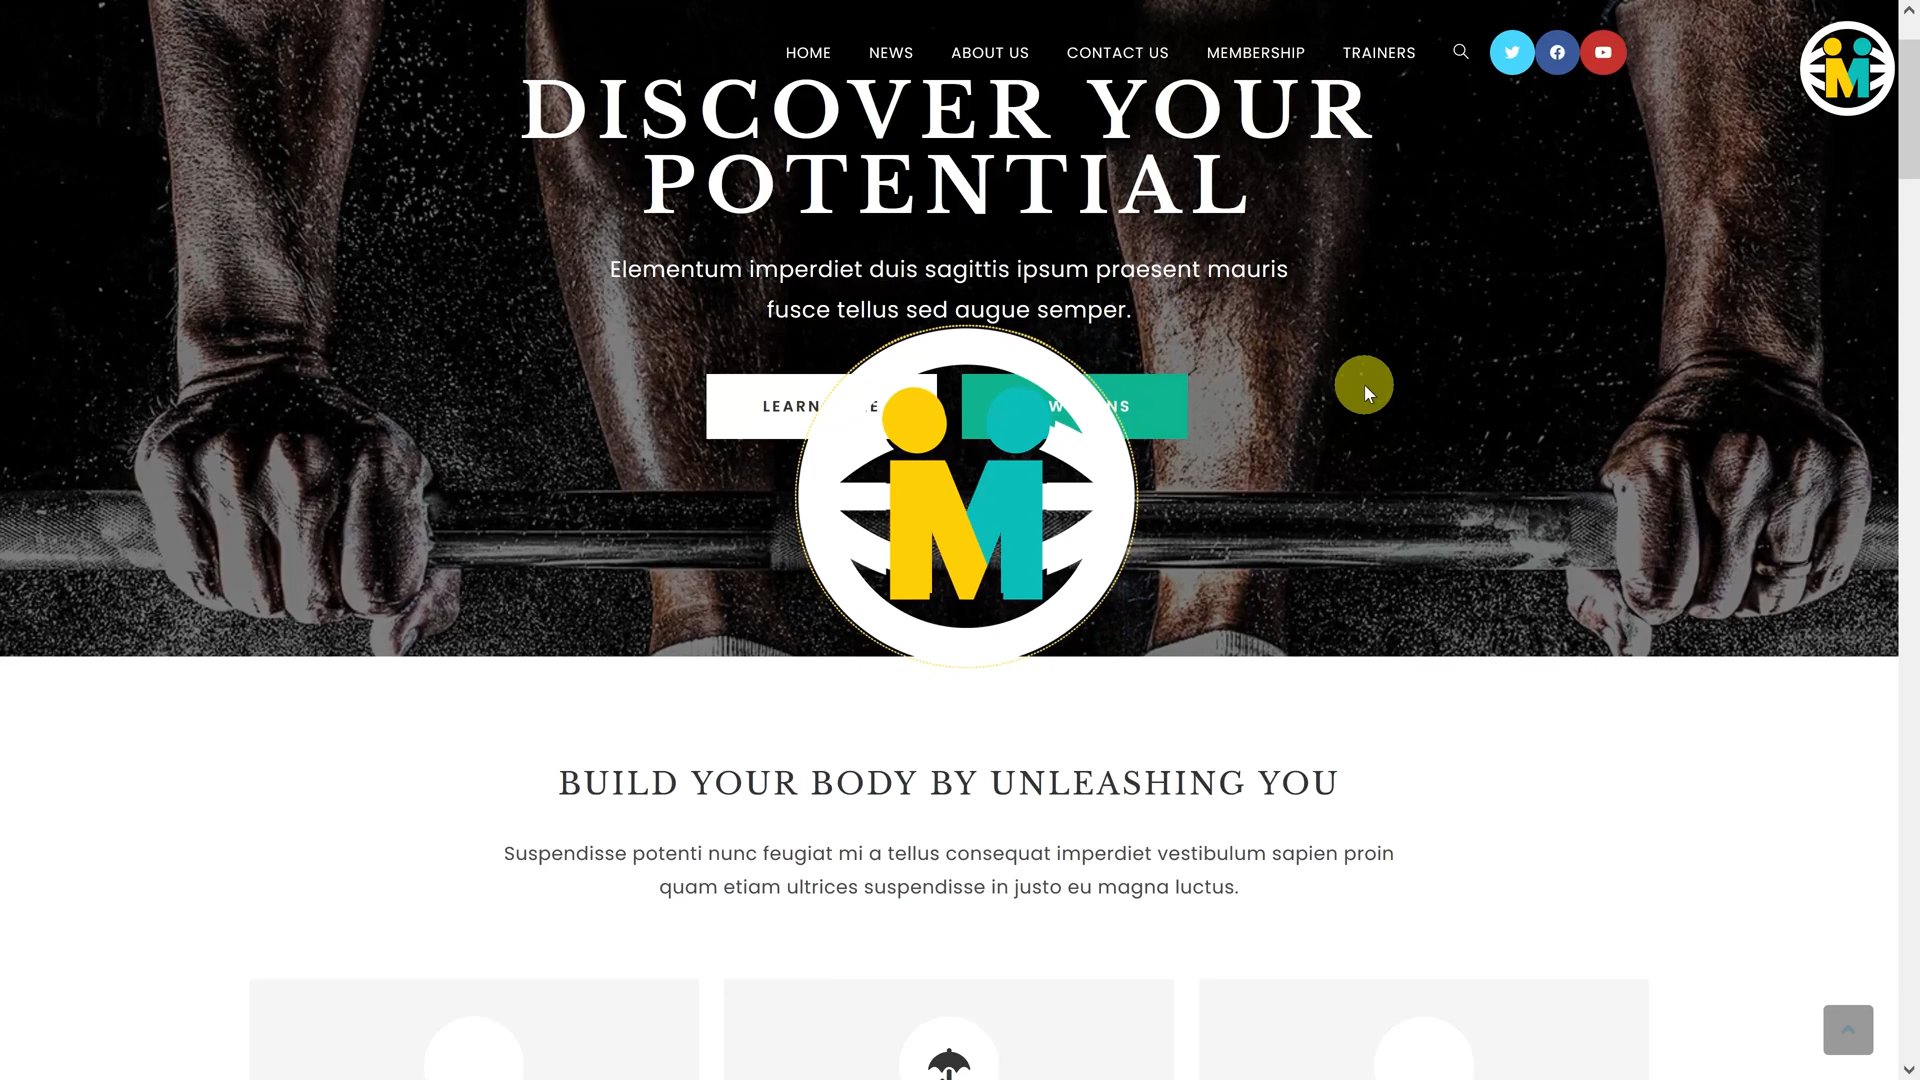 HOME NEWS ABOUT US CONTACT US MEMBERSHIP TRAINERS
DISCOVER YOUR
POTENTIAL
Elementum imperdiet duis sagittis ipsum praesent mauris
fusce tellus sed augue semper.
LEARN
M
BUILD YOUR BODY BY UNLEASHING YOU
Suspendisse potenti nunc feugiat mi a tellus consequat imperdiet vestibulum sapien proin
quam etiam ultrices suspendisse in justo eu magna luctus.